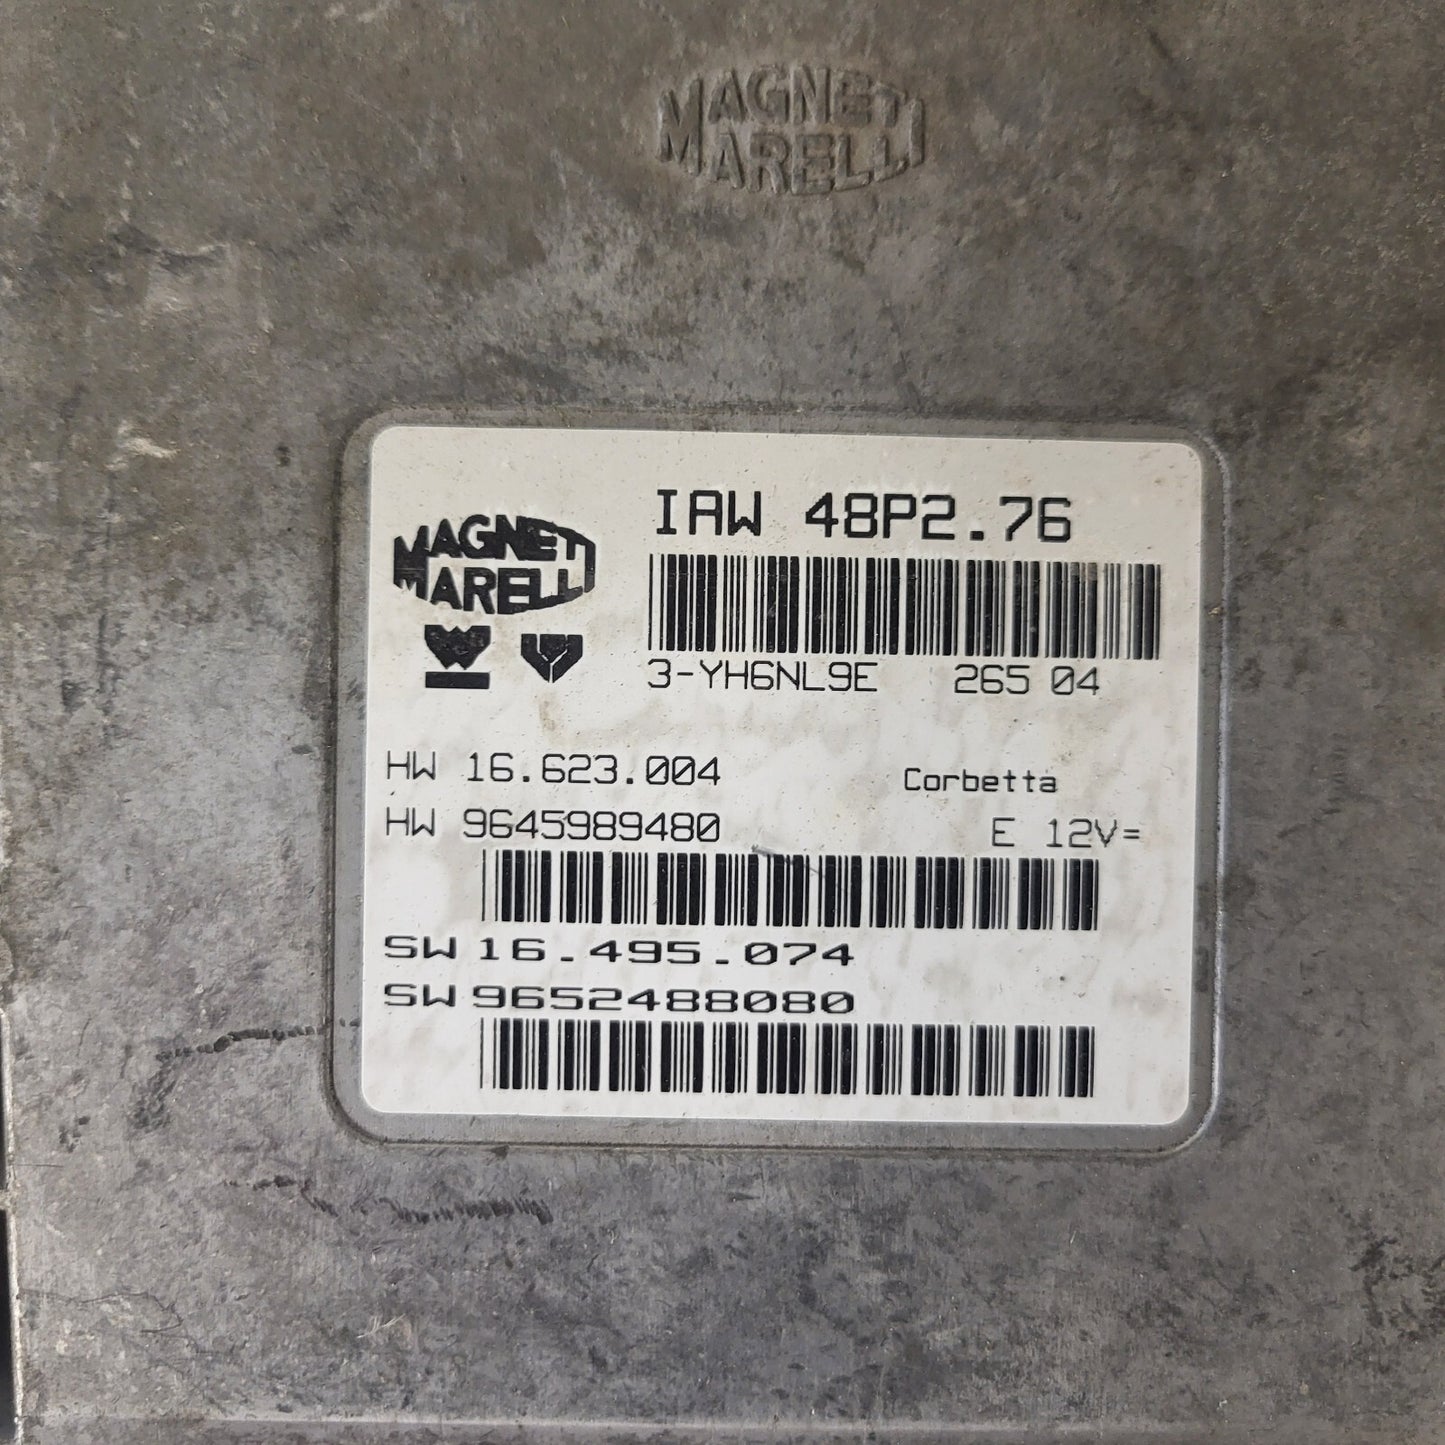 MAGNETI
MARELLI
MAGNETI
MARELLI
IAW 48P2.76
3-YH6NL9E 265 04
HW 16.623.004
Corbetta
HW 9645989480
E 12V=
SW 16.495.074
SW 9652488080